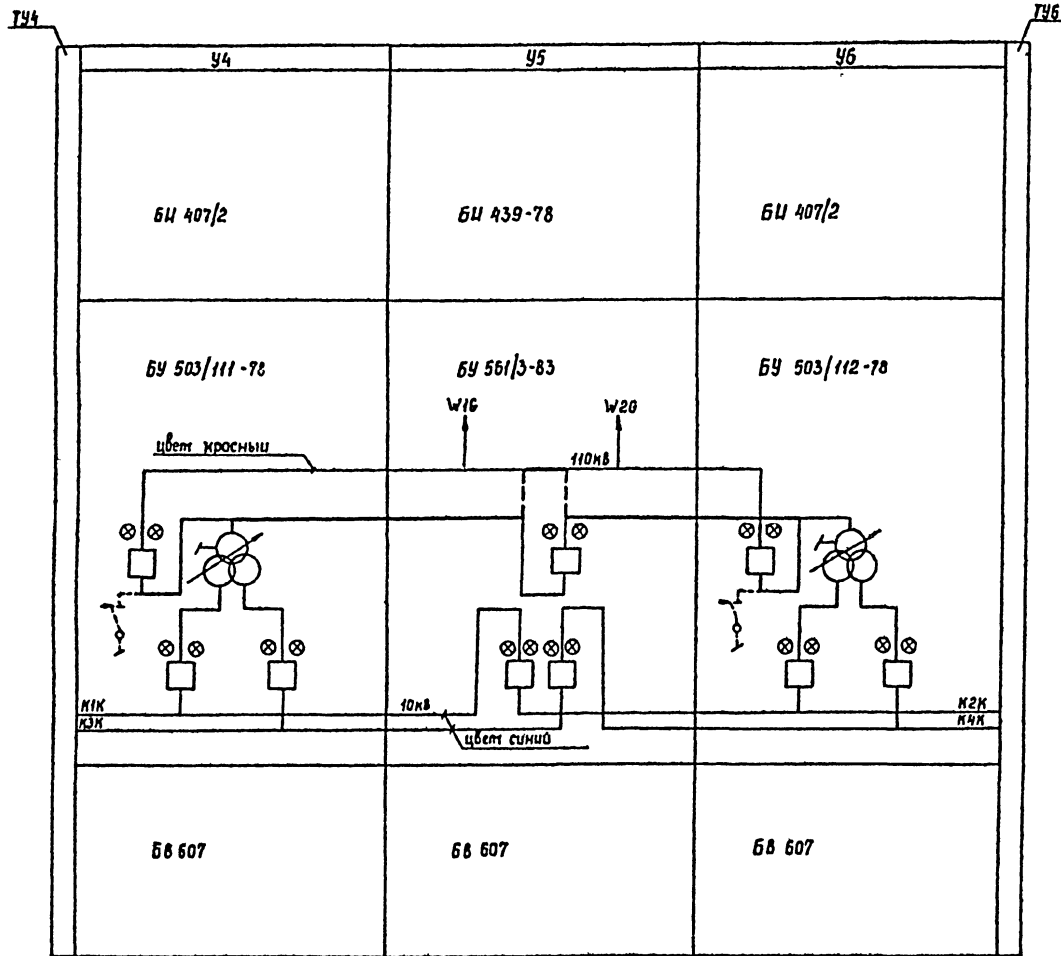 ТУ4
ТУ6
У4
У5
У6
БИ 407/2
БИ 439-78
БИ 407/2
БУ 503/111-78
БУ 561/3-83
БУ 503/112-78
W1G
W2G
цвет красный
110кв
К1К
10кв
К2К
К3К
К4К
цвет синий
БВ 607
БВ 607
БВ 607